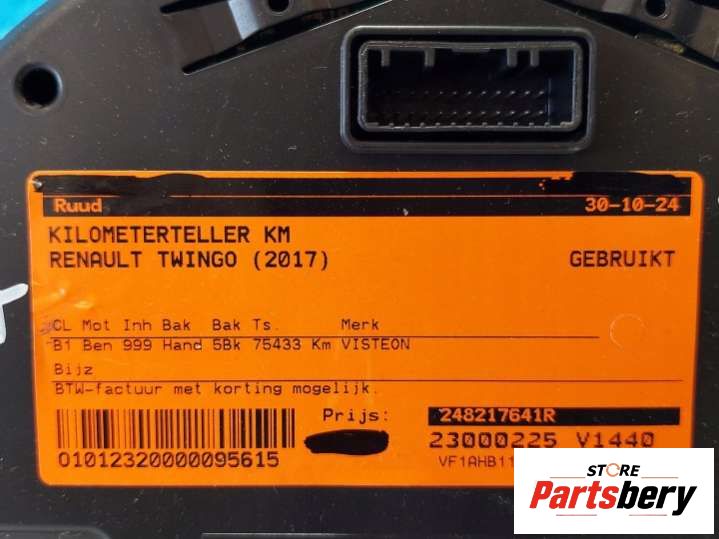 Ruud 30-10-24
KILOMETERTELLER KM
RENAULT TWINGO (2017) GEBRUIKT
CL Mot Inh Bak Bak Ts. Merk
B1 Ben 999 Hand 5Bk 75433 Km VISTEON
Bijz
BTW-factuur met korting mogelijk.
Prijs: 248217641R
23000225 V1440
01012320000095615 VF1AHB11
STORE
Partsbery